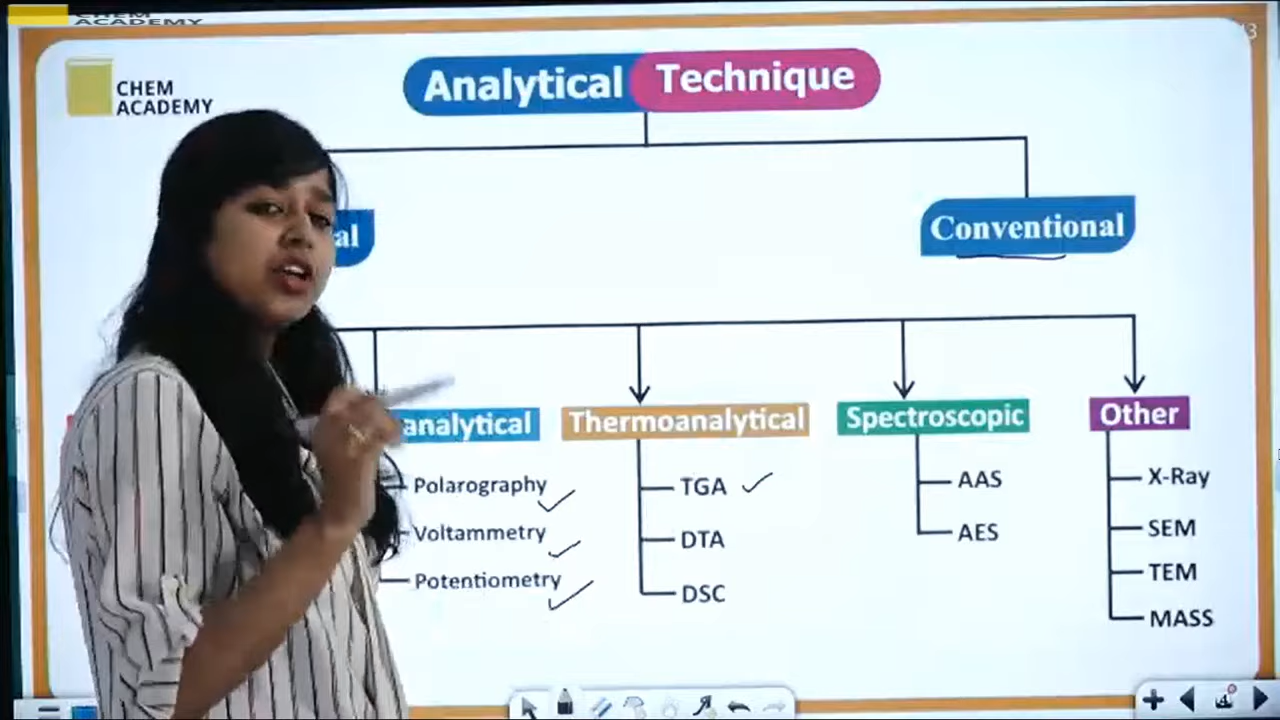 CHEM
ACADEMY
CHEM
ACADEMY
Analytical Technique
al
Conventional
analytical
Thermoanalytical
Spectroscopic
Other
Polarography
Voltammetry
Potentiometry
TGA
DTA
DSC
AAS
AES
X-Ray
SEM
TEM
MASS